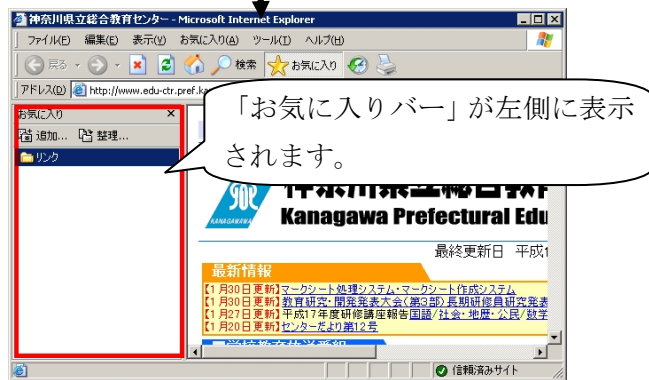 神奈川県立総合教育センター - Microsoft Internet Explorer
ファイル(F) 編集(E) 表示(V) お気に入り(A) ツール(T) ヘルプ(H)
戻る 検索 お気に入り
アドレス(D) http://www.edu-ctr.pref.ka
「お気に入りバー」が左側に表示
されます。
お気に入り
追加... 整理...
リンク
KANAGAWA
Kanagawa Prefectural Edu
最終更新日 平成1
最新情報
【1月30日更新】マークシート処理システム・マークシート作成システム
【1月30日更新】教育研究・開発発表大会(第3部)長期研修員研究発表
【1月27日更新】平成17年度研修講座報告国語/社会・地歴・公民/数学
【1月20日更新】センターだより第12号
信頼済みサイト